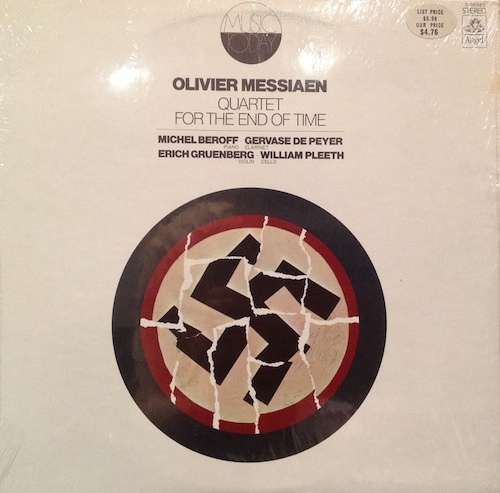 MUSIC
TODAY
LIST PRICE
$5.98
OUR PRICE
$4.76
STEREO
Angel
OLIVIER MESSIAEN
QUARTET
FOR THE END OF TIME
MICHEL BEROFF GERVASE DE PEYER
PIANO CLARINET
ERICH GRUENBERG WILLIAM PLEETH
VIOLIN CELLO